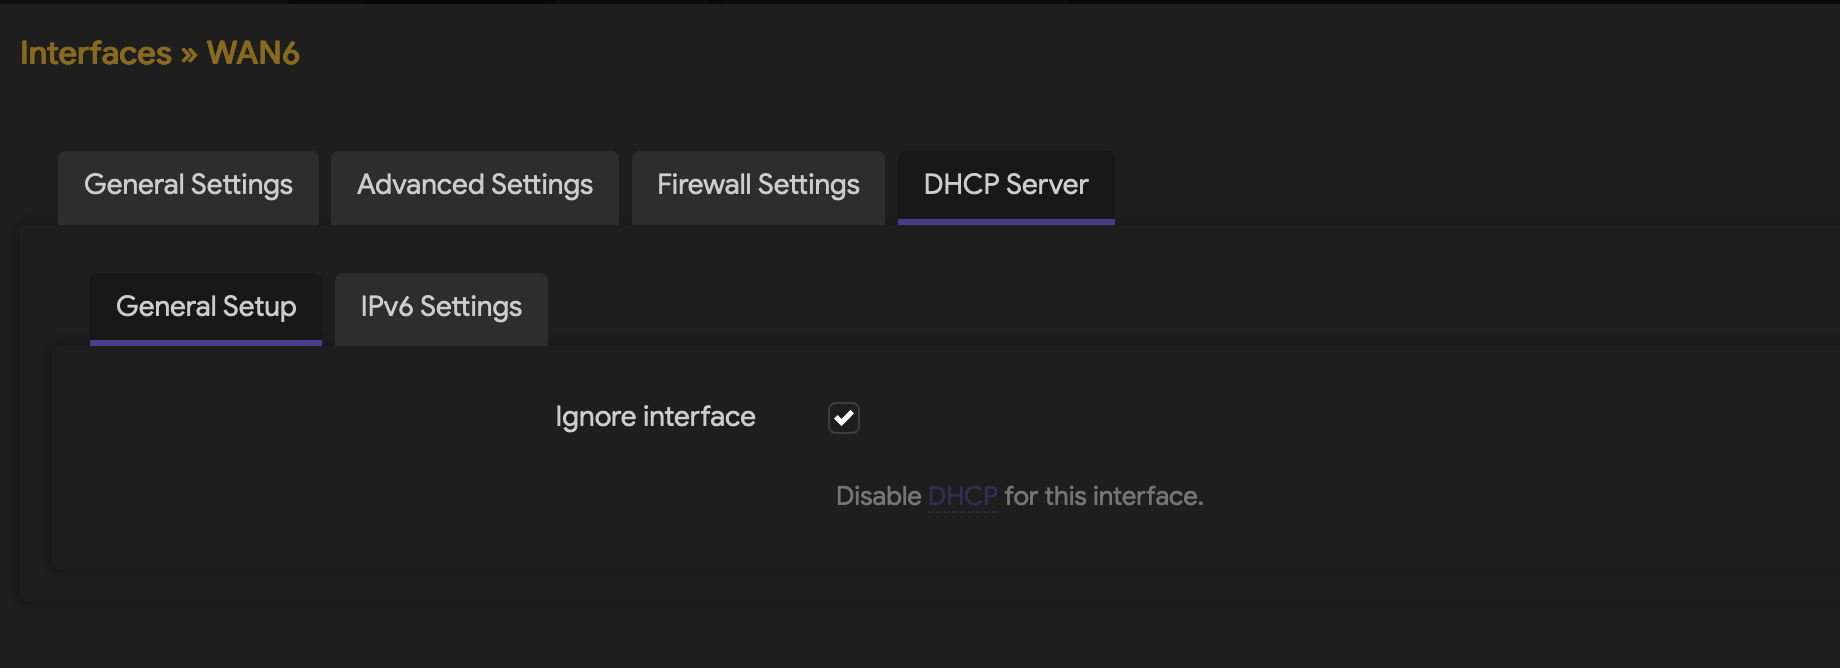 Interfaces » WAN6
General Settings Advanced Settings Firewall Settings DHCP Server
General Setup IPv6 Settings
Ignore interface
Disable DHCP for this interface.